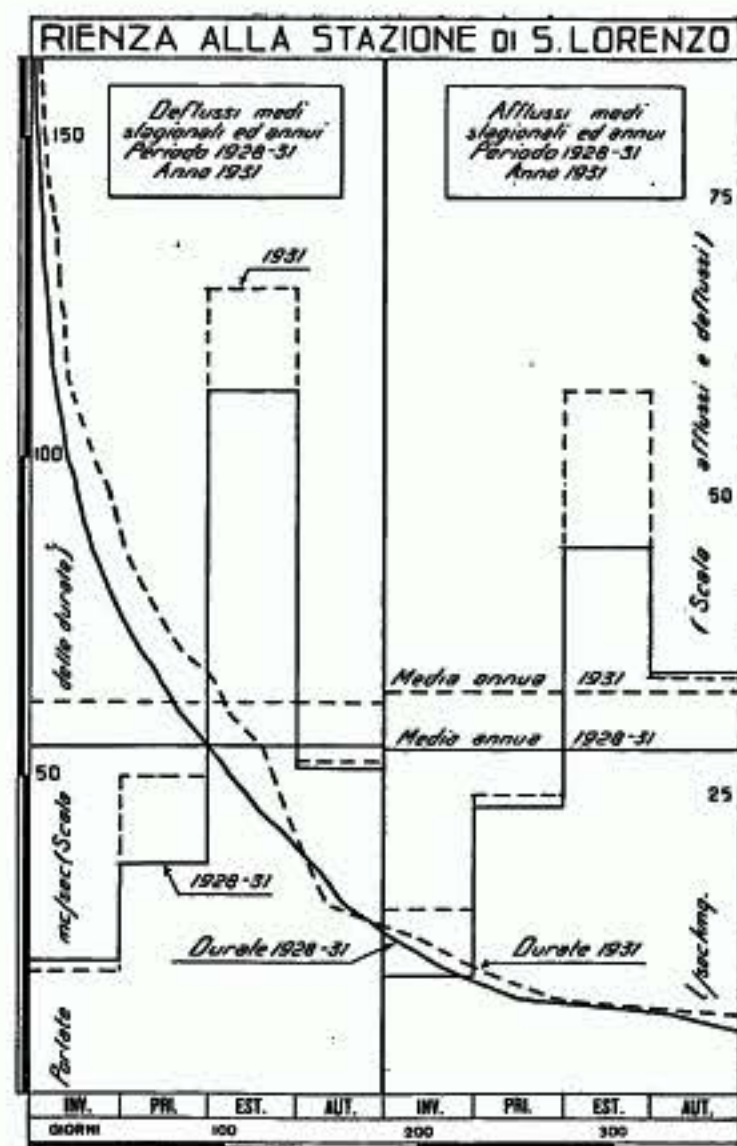 RIENZA ALLA STAZIONE DI S. LORENZO
Deflussi medi
stagionali ed annui
Periodo 1928-31
Anno 1931
Afflussi medi
stagionali ed annui
Periodo 1928-31
Anno 1931
150
75
1931
100
50
(Scala afflussi e deflussi)
Portate mc/sec (Scala delle durate)
Media annua 1931
Media annua 1928-31
50
25
1928-31
Durate 1928-31
Durate 1931
l/seckmq.
INV. PRI. EST. AUT. INV. PRI. EST. AUT.
GIORNI 100 200 300